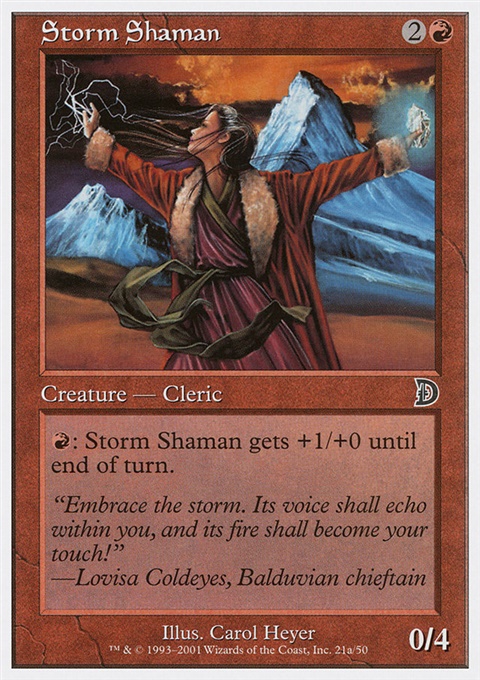 Storm Shaman 2
Creature — Cleric
D
: Storm Shaman gets +1/+0 until
end of turn.
“Embrace the storm. Its voice shall echo
within you, and its fire shall become your
touch!”
—Lovisa Coldeyes, Balduvian chieftain
Illus. Carol Heyer
™ & © 1993–2001 Wizards of the Coast, Inc. 21a/50
0/4